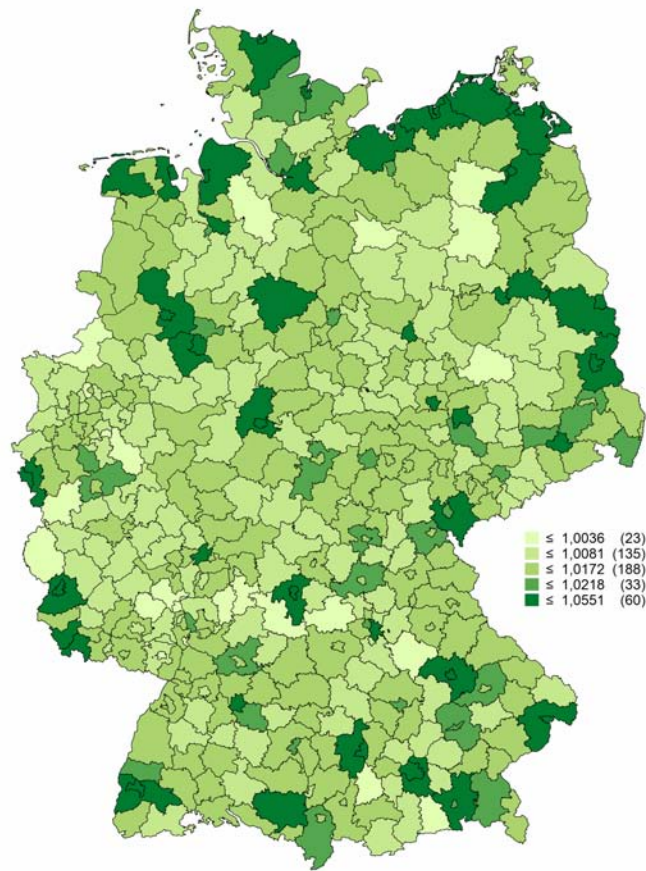 ≤ 1,0036 (23)
≤ 1,0081 (135)
≤ 1,0172 (188)
≤ 1,0218 (33)
≤ 1,0551 (60)